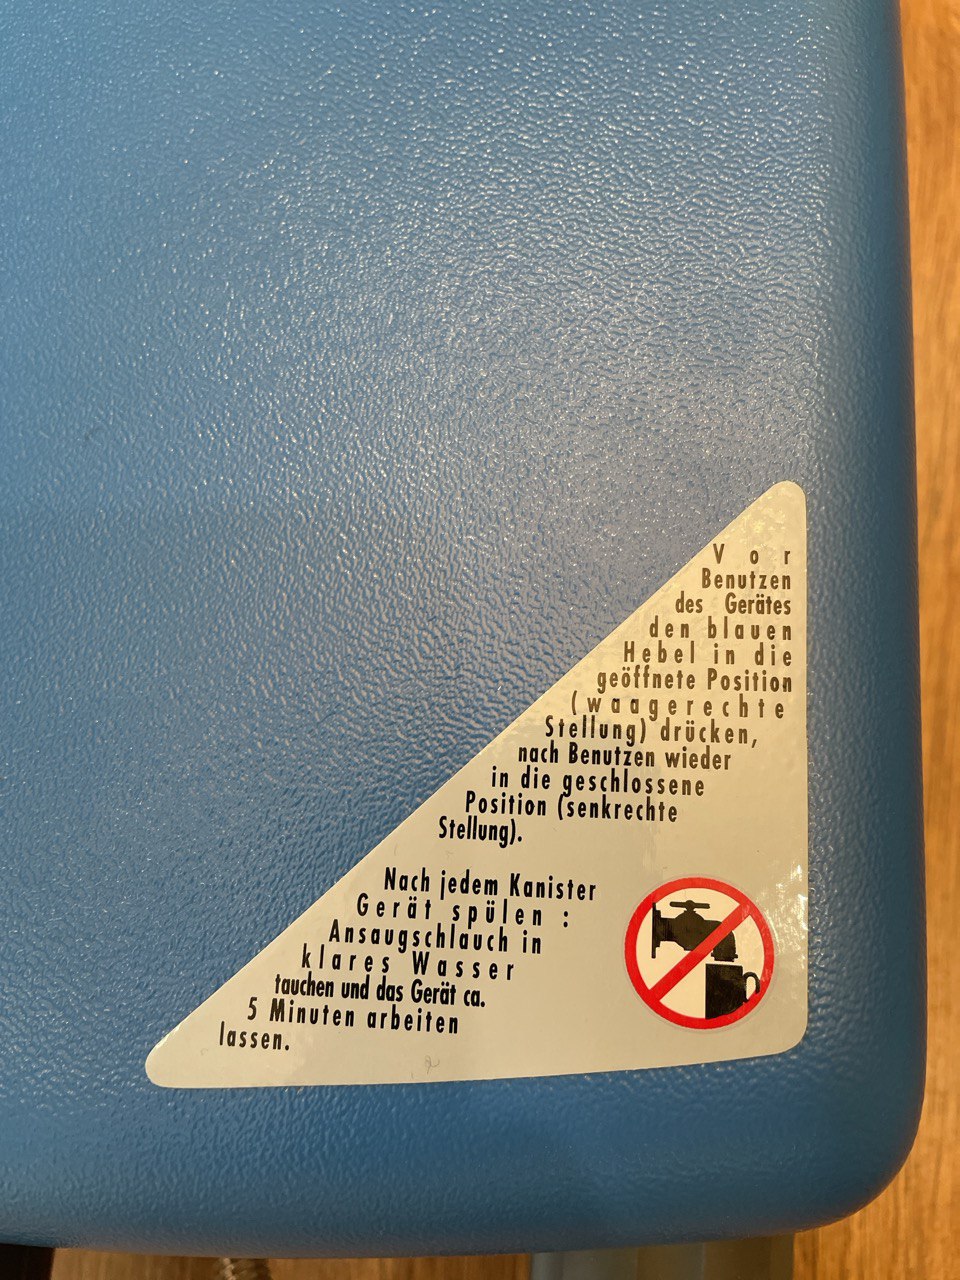 Vor
Benutzen
des Gerätes
den blauen
Hebel in die
geöffnete Position
(waagerechte
Stellung) drücken,
nach Benutzen wieder
in die geschlossene
Position (senkrechte
Stellung).
Nach jedem Kanister
Gerät spülen :
Ansaugschlauch in
klares Wasser
tauchen und das Gerät ca.
5 Minuten arbeiten
lassen.